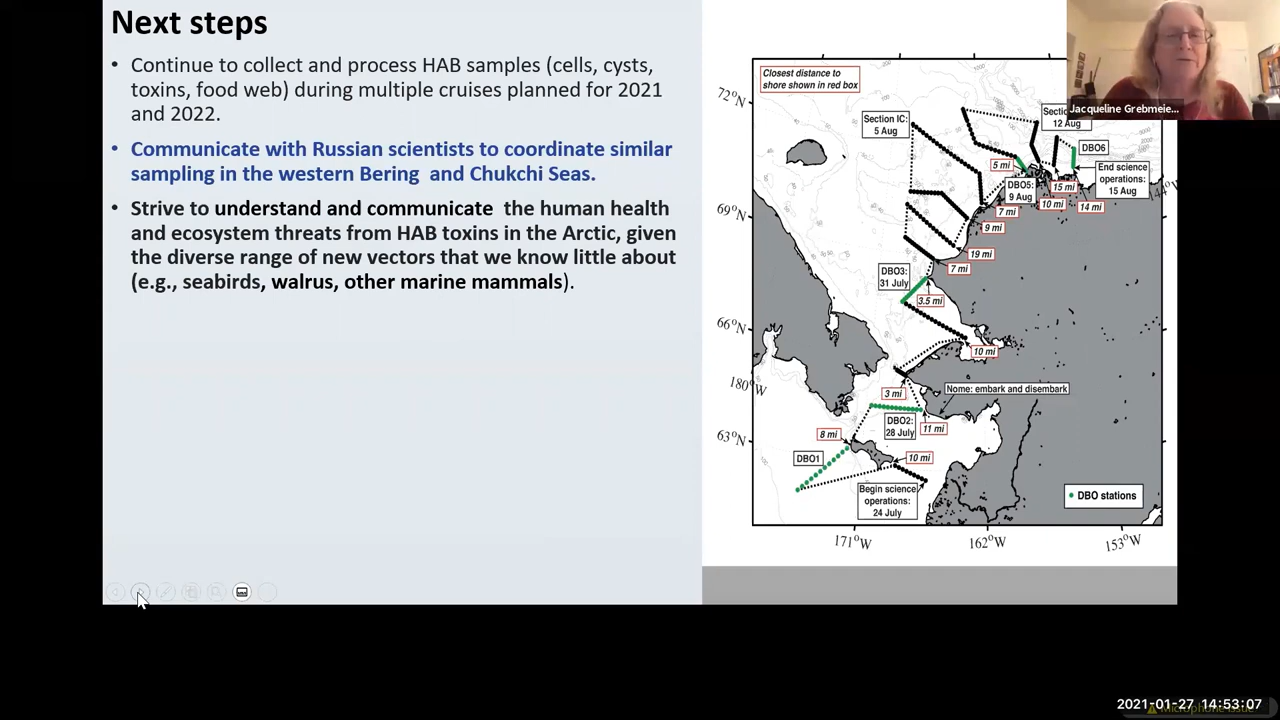 Next steps
• Continue to collect and process HAB samples (cells, cysts,
toxins, food web) during multiple cruises planned for 2021
and 2022.
• Communicate with Russian scientists to coordinate similar
sampling in the western Bering and Chukchi Seas.
• Strive to understand and communicate the human health
and ecosystem threats from HAB toxins in the Arctic, given
the diverse range of new vectors that we know little about
(e.g., seabirds, walrus, other marine mammals).
Closest distance to
shore shown in red box
72°N
69°N
66°N
180°W
63°N
171°W
162°W
153°W
Section IC:
5 Aug
12 Aug
DBO6
5 mi
DBO5:
9 Aug
15 mi
End science
operations:
15 Aug
10 mi
14 mi
7 mi
9 mi
19 mi
7 mi
DBO3:
31 July
3.5 mi
10 mi
Nome: embark and disembark
3 mi
DBO2:
28 July
11 mi
8 mi
DBO1
10 mi
Begin science
operations:
24 July
DBO stations
Jacqueline Grebmeie...
2021-01-27 14:53:07